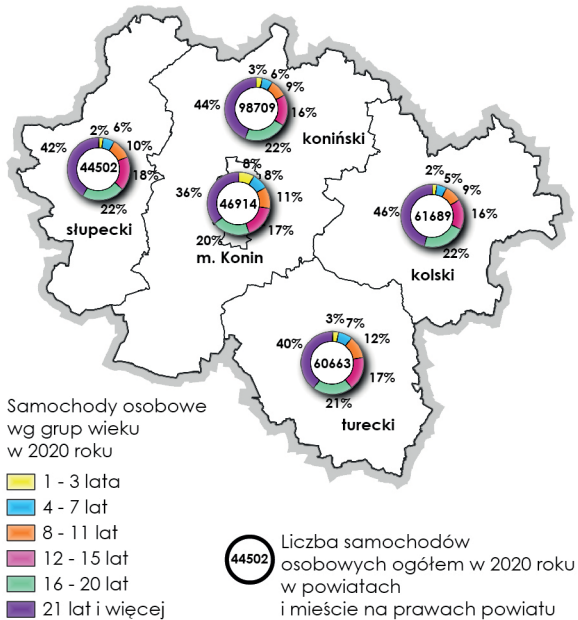 3% 6%
9%
44%
98709
16%
22%
koniński
2% 6%
42%
10%
44502
18%
22%
słupecki
8%
8%
36%
46914
11%
17%
20%
m. Konin
2%
5%
9%
46%
61689
16%
22%
kolski
3% 7%
12%
40%
60663
17%
21%
turecki
Samochody osobowe
wg grup wieku
w 2020 roku
1 - 3 lata
4 - 7 lat
8 - 11 lat
12 - 15 lat
16 - 20 lat
21 lat i więcej
44502
Liczba samochodów
osobowych ogółem w 2020 roku
w powiatach
i mieście na prawach powiatu